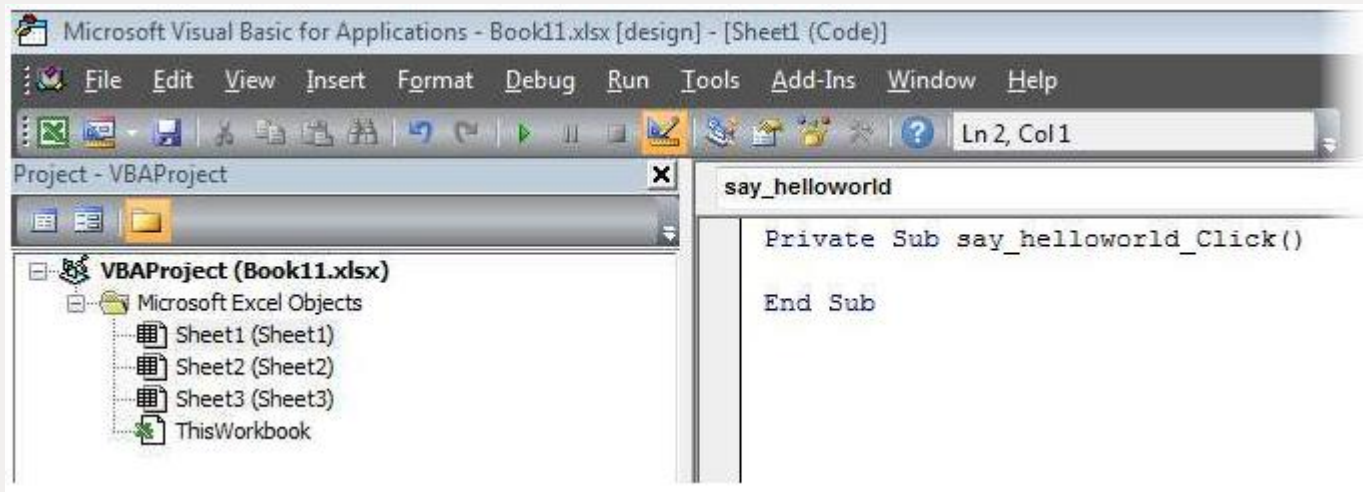 Microsoft Visual Basic for Applications - Book11.xlsx [design] - [Sheet1 (Code)]
File Edit View Insert Format Debug Run Tools Add-Ins Window Help
Ln 2, Col 1
Project - VBAProject
say_helloworld
Private Sub say_helloworld_Click()
End Sub
VBAProject (Book11.xlsx)
Microsoft Excel Objects
Sheet1 (Sheet1)
Sheet2 (Sheet2)
Sheet3 (Sheet3)
ThisWorkbook